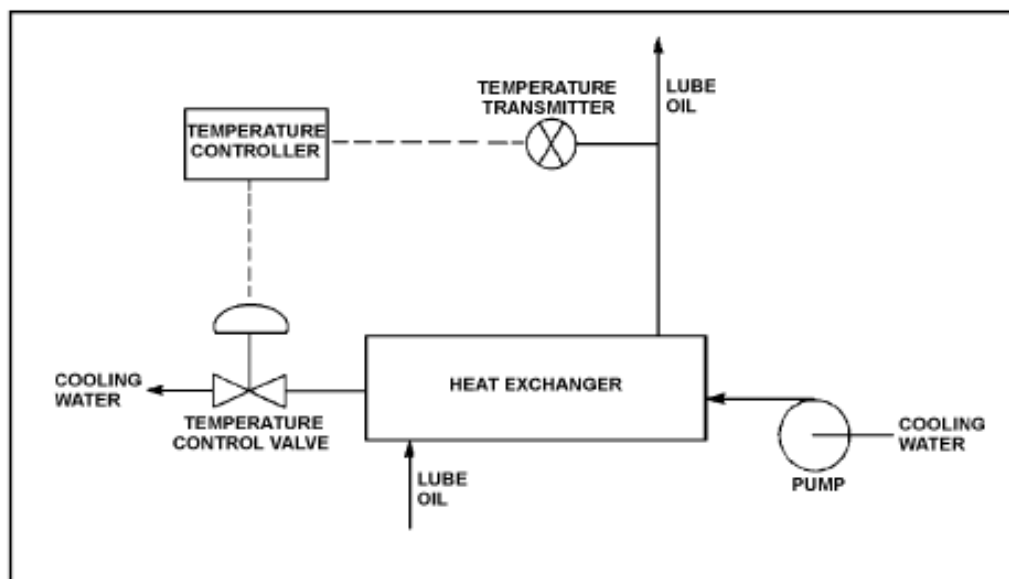 TEMPERATURE
TRANSMITTER
LUBE
OIL
TEMPERATURE
CONTROLLER
HEAT EXCHANGER
COOLING
WATER
TEMPERATURE
CONTROL VALVE
COOLING
WATER
PUMP
LUBE
OIL